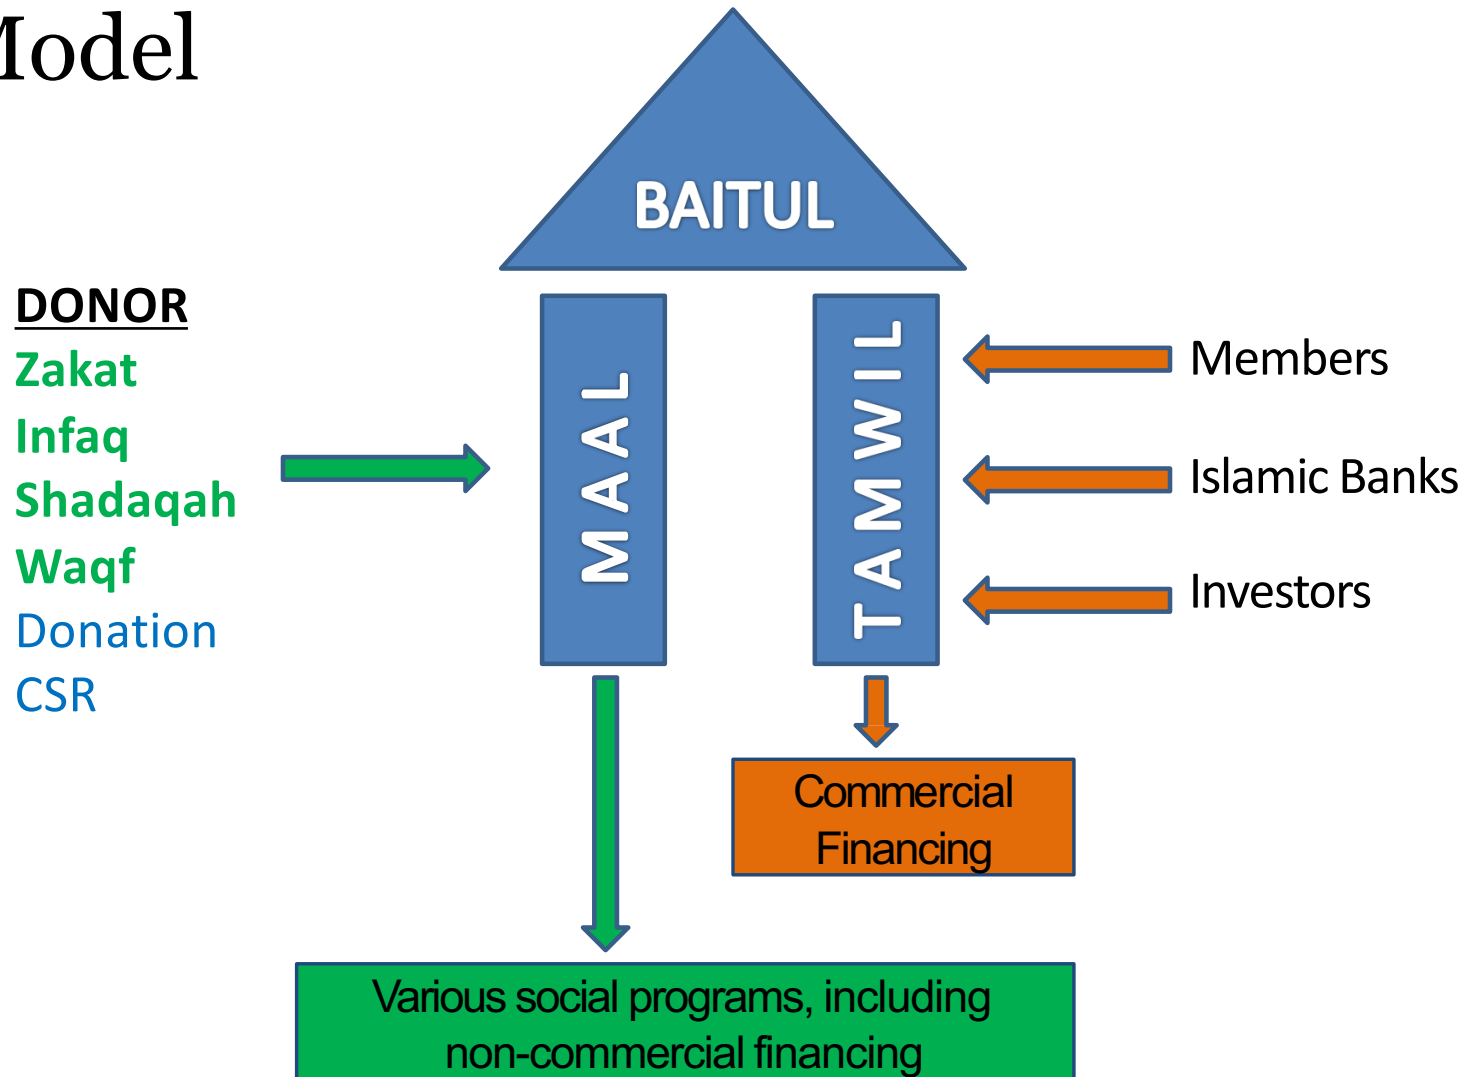 Model
BAITUL
DONOR
Zakat
Infaq
Shadaqah
Waqf
Donation
CSR
MAAL
TAMWIL
Members
Islamic Banks
Investors
Commercial
Financing
Various social programs, including
non-commercial financing